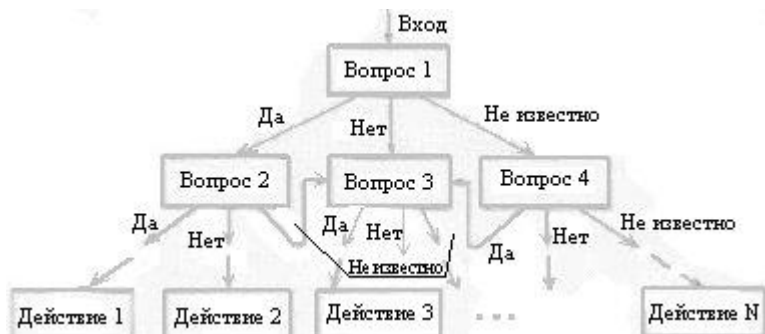 Вход
Вопрос 1
Да
Нет
Не известно
Вопрос 2
Вопрос 3
Вопрос 4
Да
Нет
Да
Нет
Не известно
Да
Нет
Не известно
Действие 1
Действие 2
Действие 3
...
Действие N